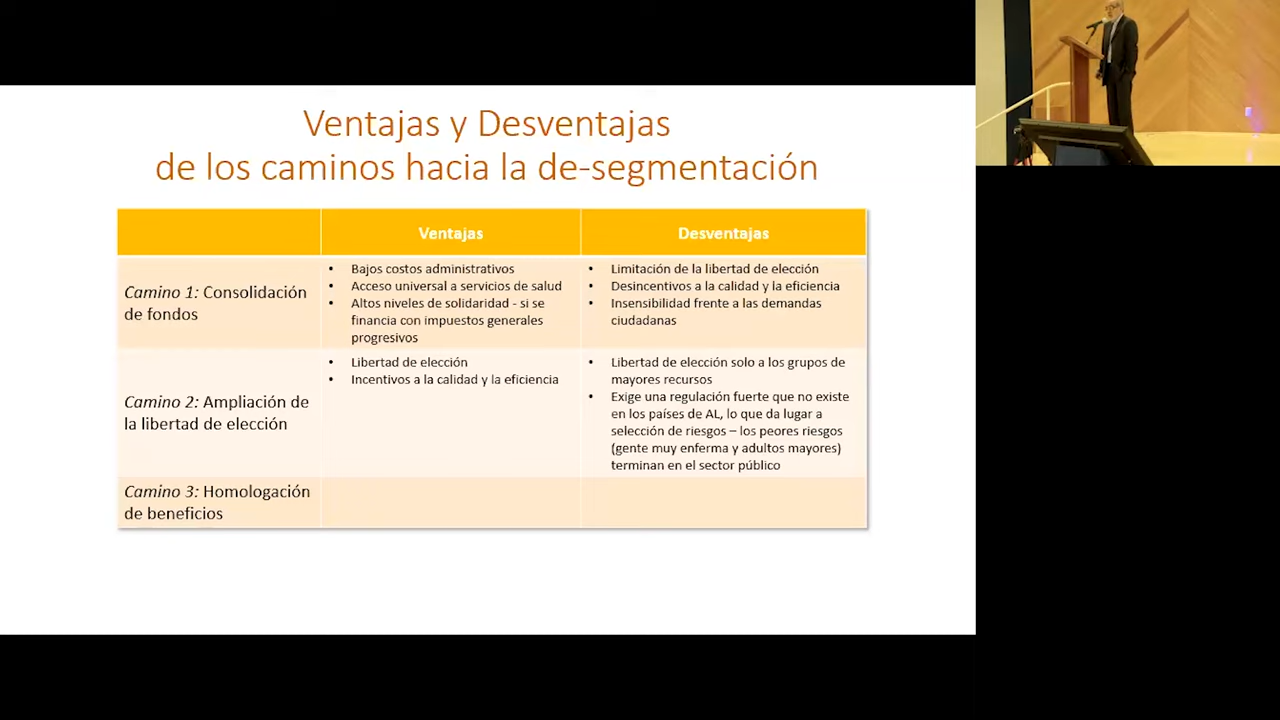 Ventajas y Desventajas
de los caminos hacia la de-segmentación
Ventajas
Desventajas
Camino 1: Consolidación
de fondos
• Bajos costos administrativos
• Acceso universal a servicios de salud
• Altos niveles de solidaridad - si se
financia con impuestos generales
progresivos
• Limitación de la libertad de elección
• Desincentivos a la calidad y la eficiencia
• Insensibilidad frente a las demandas
ciudadanas
Camino 2: Ampliación de
la libertad de elección
• Libertad de elección
• Incentivos a la calidad y la eficiencia
• Libertad de elección solo a los grupos de
mayores recursos
• Exige una regulación fuerte que no existe
en los países de AL, lo que da lugar a
selección de riesgos – los peores riesgos
(gente muy enferma y adultos mayores)
terminan en el sector público
Camino 3: Homologación
de beneficios